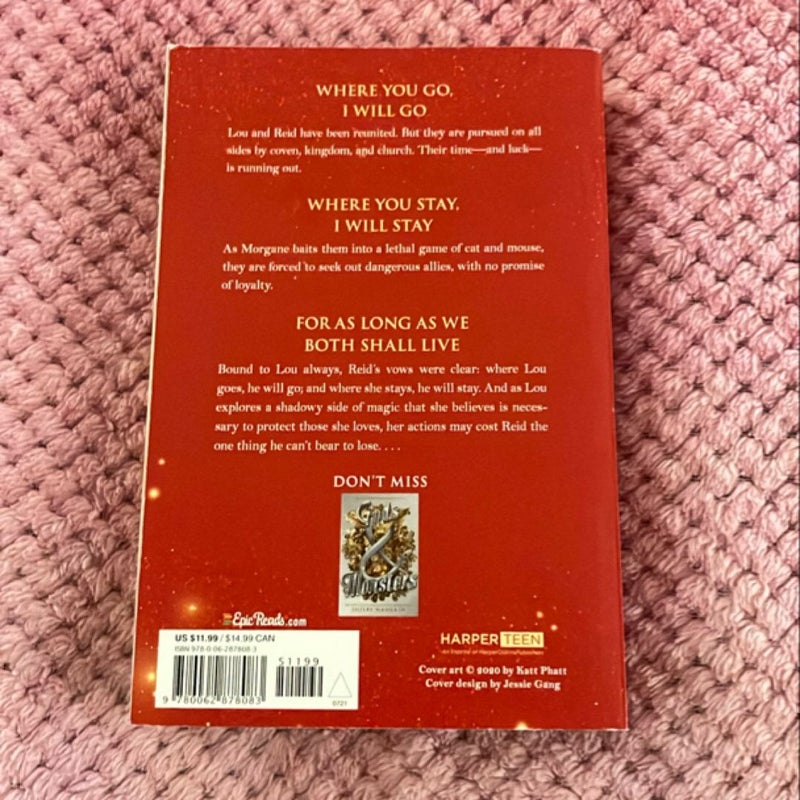 WHERE YOU GO,
I WILL GO
Lou and Reid have been reunited. But they are pursued on all
sides by coven, kingdom, and church. Their time—and luck—
is running out.
WHERE YOU STAY,
I WILL STAY
As Morgane baits them into a lethal game of cat and mouse,
they are forced to seek out dangerous allies, with no promise
of loyalty.
FOR AS LONG AS WE
BOTH SHALL LIVE
Bound to Lou always, Reid's vows were clear: where Lou
goes, he will go; and where she stays, he will stay. And as Lou
explores a shadowy side of magic that she believes is neces-
sary to protect those she loves, her actions may cost Reid the
one thing he can't bear to lose. . . .
DON'T MISS
Gods
&
Monsters
EpicReads.com
US $11.99 / $14.99 CAN
ISBN 978-0-06-287808-3
51199
9 780062 878083
0721
HARPER TEEN
An Imprint of HarperCollinsPublishers
Cover art © 2020 by Katt Phatt
Cover design by Jessie Gang